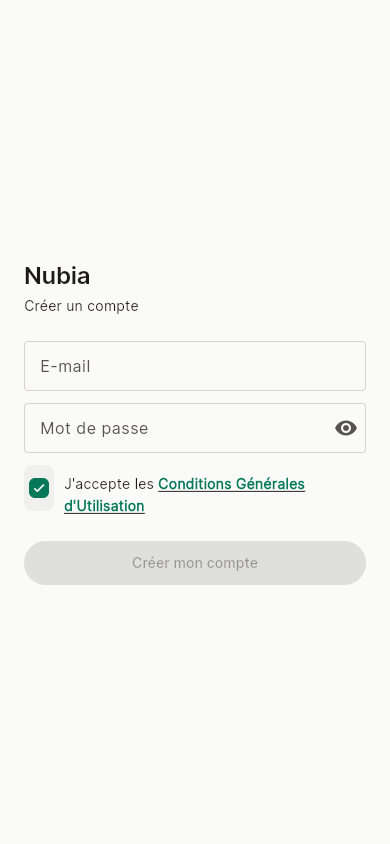 Nubia
Créer un compte
E-mail
Mot de passe
J'accepte les Conditions Générales
d'Utilisation
Créer mon compte